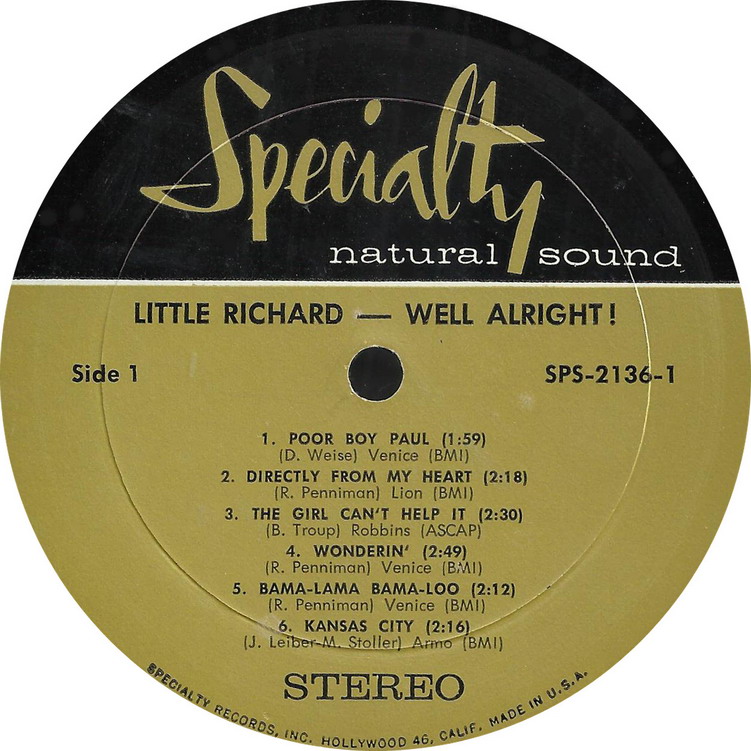 Specialty
natural sound
LITTLE RICHARD — WELL ALRIGHT!
Side 1
SPS-2136-1
1. POOR BOY PAUL (1:59)
(D. Weise) Venice (BMI)
2. DIRECTLY FROM MY HEART (2:18)
(R. Penniman) Lion (BMI)
3. THE GIRL CAN'T HELP IT (2:30)
(B. Troup) Robbins (ASCAP)
4. WONDERIN' (2:49)
(R. Penniman) Venice (BMI)
5. BAMA-LAMA BAMA-LOO (2:12)
(R. Penniman) Venice (BMI)
6. KANSAS CITY (2:16)
(J. Leiber-M. Stoller) Armo (BMI)
STEREO
SPECIALTY RECORDS, INC. HOLLYWOOD 46, CALIF. MADE IN U.S.A.